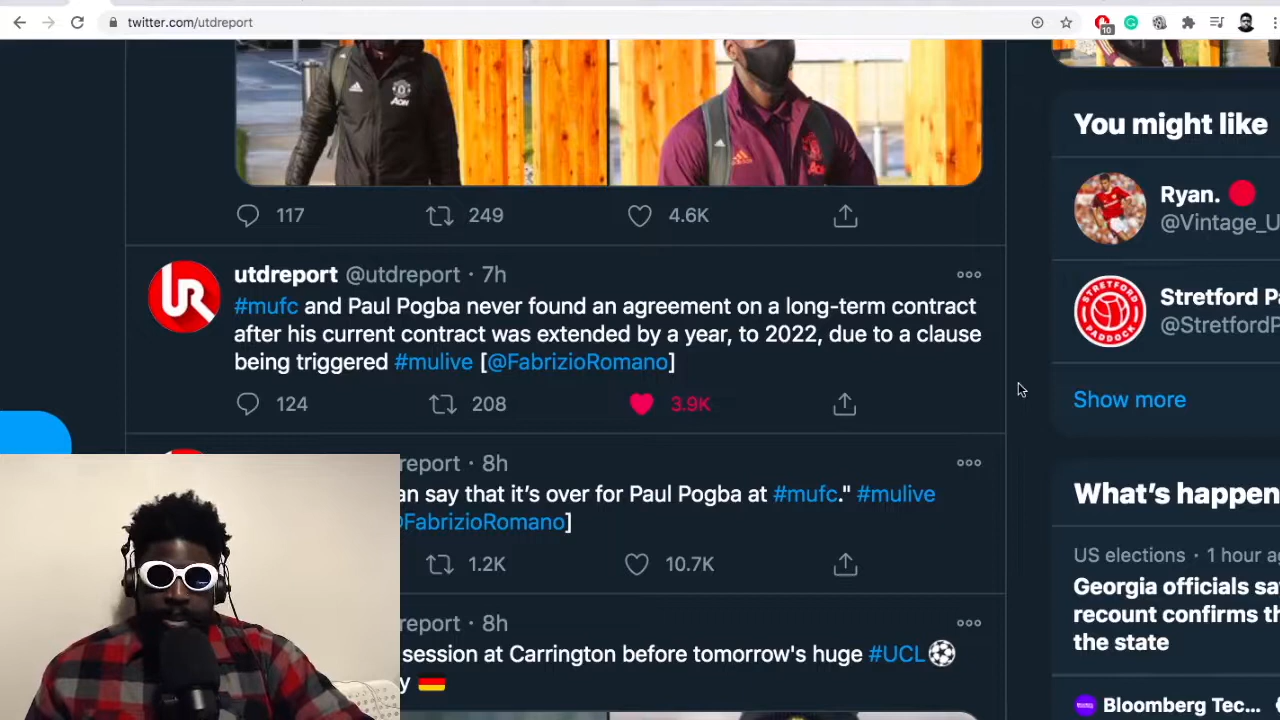 twitter.com/utdreport
10
AON
AON
117 249 4.6K
utdreport @utdreport · 7h
#mufc and Paul Pogba never found an agreement on a long-term contract
after his current contract was extended by a year, to 2022, due to a clause
being triggered #mulive [@FabrizioRomano]
124 208 3.9K
report · 8h
an say that it's over for Paul Pogba at #mufc." #mulive
@FabrizioRomano]
1.2K 10.7K
report · 8h
session at Carrington before tomorrow's huge #UCL
y
You might like
Ryan.
@Vintage_U
STRETFORD
PADDOCK
Stretford Pa
@StretfordP
Show more
What's happen
US elections · 1 hour a
Georgia officials sa
recount confirms th
the state
Bloomberg Tec...